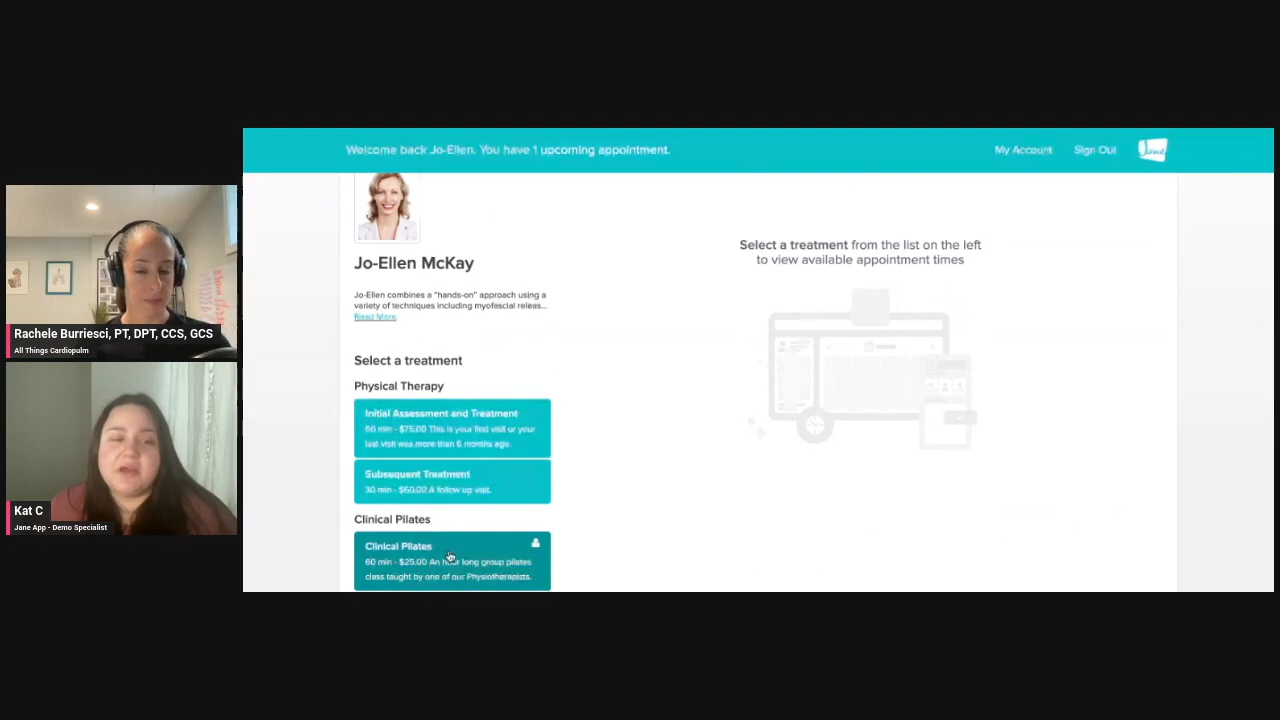 Welcome back Jo-Ellen. You have 1 upcoming appointment.
My Account
Sign Out
Jane
Jo-Ellen McKay
Jo-Ellen combines a "hands-on" approach using a
variety of techniques including myofascial releas...
Read More
Select a treatment
Physical Therapy
Initial Assessment and Treatment
60 min - $75.00 This is your first visit or your
last visit was more than 6 months ago.
Subsequent Treatment
30 min - $60.00 A follow up visit.
Clinical Pilates
Clinical Pilates
60 min - $25.00 An hour long group pilates
class taught by one of our Physiotherapists.
Select a treatment from the list on the left
to view available appointment times
Rachele Burriesci, PT, DPT, CCS, GCS
All Things Cardiopulm
Kat C
Jane App - Demo Specialist